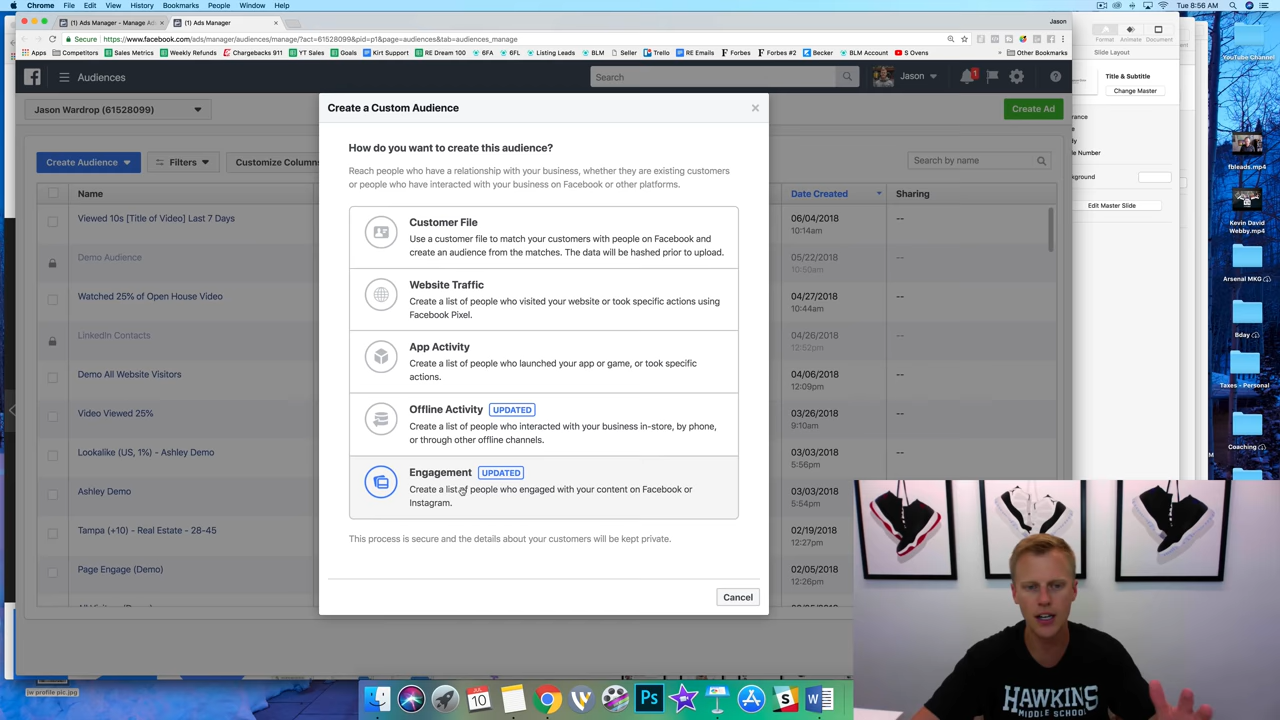 Chrome File Edit View History Bookmarks People Window Help
Tue 8:56 AM
(1) Ads Manager - Manage Ad
(1) Ads Manager
Jason
Secure https://www.facebook.com/ads/manager/audiences/manage/?act=61528099&pid=p1&page=audiences&tab=audiences_manage
Apps Competitors Sales Metrics Weekly Refunds Chargebacks 911 YT Sales Goals Kirt Support RE Dream 100 6FA 6FL Listing Leads BLM Seller Trello RE Emails Forbes Forbes #2 Becker BLM Account S Ovens Other Bookmarks
Audiences
Search
Jason
1
Jason Wardrop (61528099)
Create Ad
Create Audience
Filters
Customize Columns
Search by name
Name
Date Created
Sharing
Viewed 10s [Title of Video] Last 7 Days
06/04/2018
10:14am
--
Demo Audience
05/22/2018
10:50am
--
Watched 25% of Open House Video
04/27/2018
10:44am
--
LinkedIn Contacts
04/26/2018
12:52pm
--
Demo All Website Visitors
04/06/2018
12:09pm
--
Video Viewed 25%
03/26/2018
9:10am
--
Lookalike (US, 1%) - Ashley Demo
03/03/2018
5:56pm
--
Ashley Demo
03/03/2018
5:54pm
Tampa (+10) - Real Estate - 28-45
02/19/2018
12:27pm
Page Engage (Demo)
02/05/2018
12:26pm
Create a Custom Audience
How do you want to create this audience?
Reach people who have a relationship with your business, whether they are existing customers
or people who have interacted with your business on Facebook or other platforms.
Customer File
Use a customer file to match your customers with people on Facebook and
create an audience from the matches. The data will be hashed prior to upload.
Website Traffic
Create a list of people who visited your website or took specific actions using
Facebook Pixel.
App Activity
Create a list of people who launched your app or game, or took specific
actions.
Offline Activity UPDATED
Create a list of people who interacted with your business in-store, by phone,
or through other offline channels.
Engagement UPDATED
Create a list of people who engaged with your content on Facebook or
Instagram.
This process is secure and the details about your customers will be kept private.
Cancel
Format Animate Document
Slide Layout
Title & Subtitle
Change Master
Edit Master Slide
YouTube Channel
fbleads.mp4
Kevin David
Webby.mp4
Arsenal MKG
Bday
Taxes - Personal
Coaching
jw profile pic.jpg
JUL
10
Ps
HAWKINS
MIDDLE SCHOOL